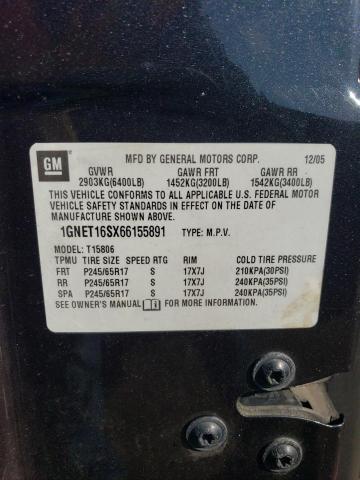 GM
MFD BY GENERAL MOTORS CORP. 12/05
GVWR GAWR FRT GAWR RR
2903KG(6400LB) 1452KG(3200LB) 1542KG(3400LB)
THIS VEHICLE CONFORMS TO ALL APPLICABLE U.S. FEDERAL MOTOR
VEHICLE SAFETY STANDARDS IN EFFECT ON THE DATE OF
MANUFACTURE SHOWN ABOVE.
1GNET16SX66155891 TYPE: M.P.V.
MODEL: T15806
TPMU TIRE SIZE SPEED RTG RIM COLD TIRE PRESSURE
FRT P245/65R17 S 17X7J 210KPA(30PSI)
RR P245/65R17 S 17X7J 240KPA(35PSI)
SPA P245/65R17 S 17X7J 240KPA(35PSI)
SEE OWNER'S MANUAL FOR MORE INFORMATION.